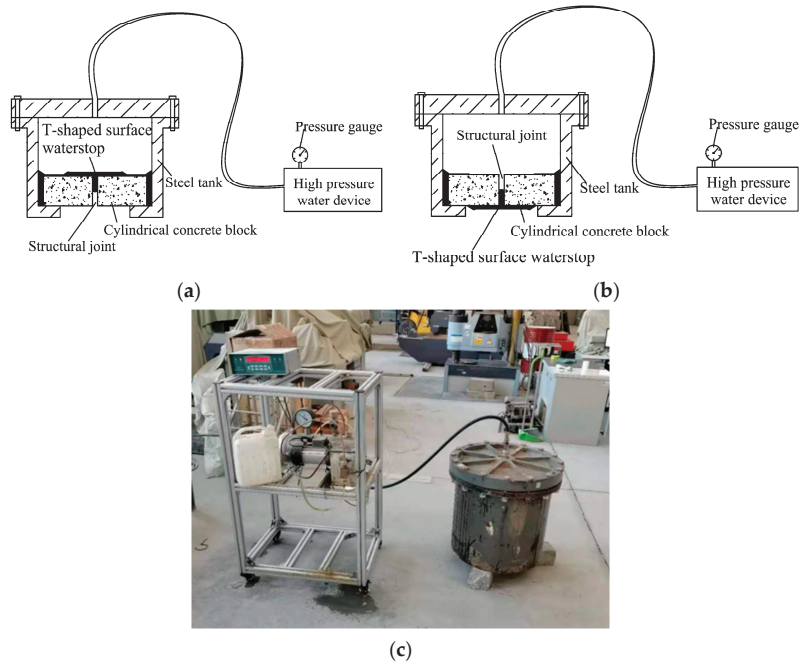 T-shaped surface
waterstop
Pressure gauge
Steel tank
High pressure
water device
Cylindrical concrete block
Structural joint
(a)
Structural joint
Pressure gauge
Steel tank
High pressure
water device
Cylindrical concrete block
T-shaped surface waterstop
(b)
(c)